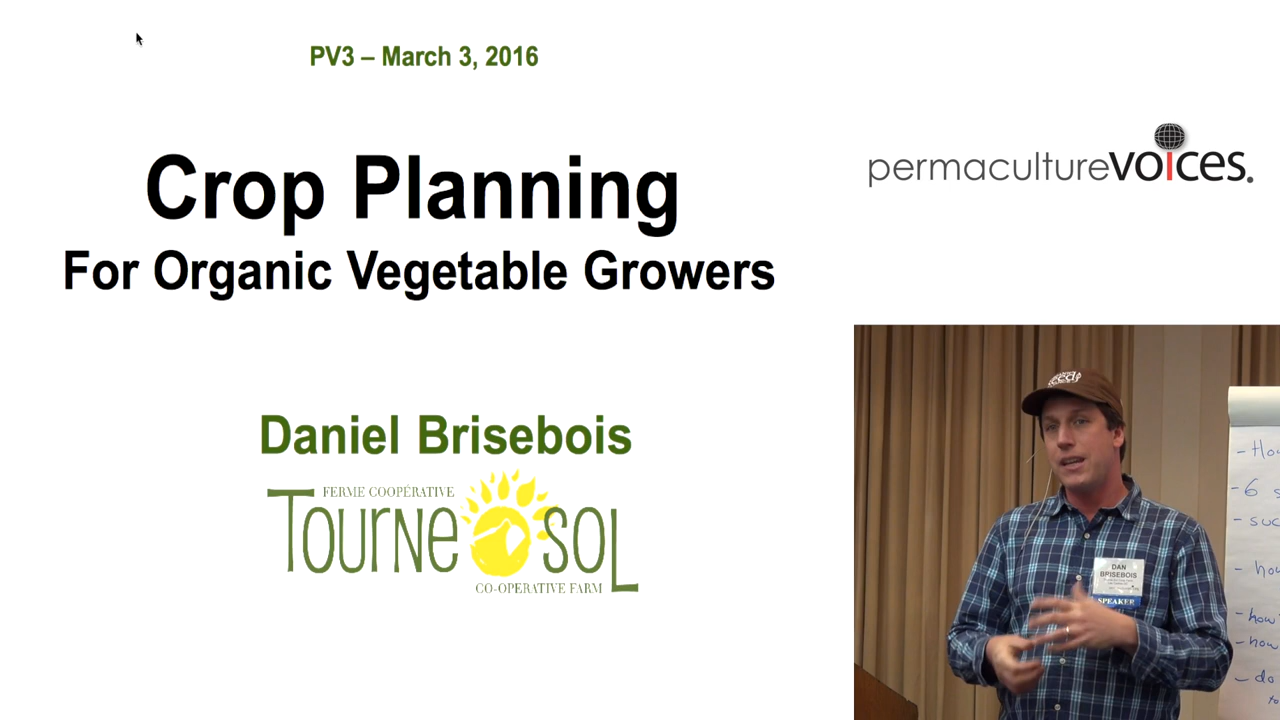 PV3 – March 3, 2016
Crop Planning
For Organic Vegetable Growers
Daniel Brisebois
FERME COOPÉRATIVE
TOURNE SOL
CO-OPERATIVE FARM
permaculturevoices.
DAN
BRISEBOIS
SPEAKER
- 6